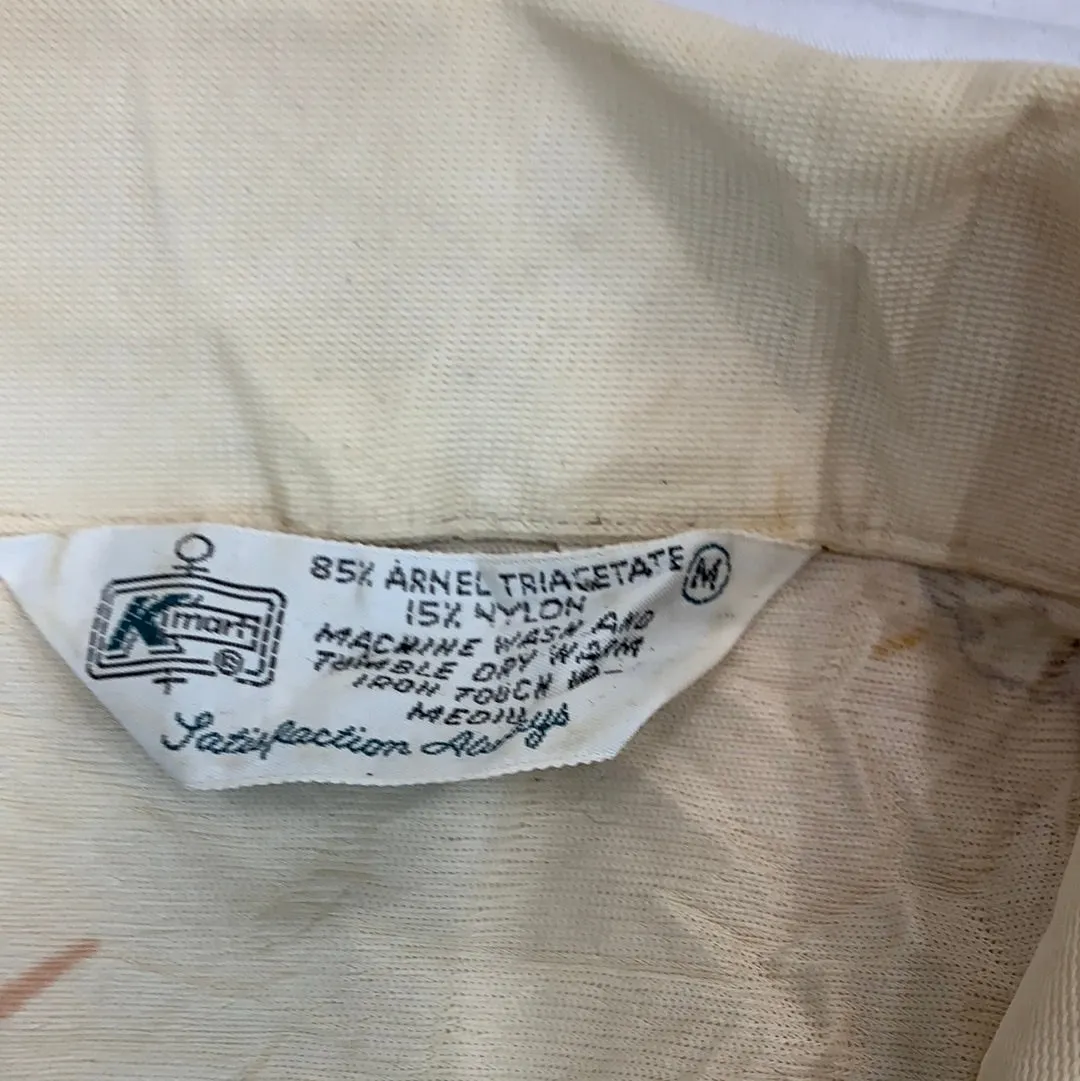 Kmart ®
85% ARNEL TRIACETATE M
15% NYLON
MACHINE WASH AND
TUMBLE DRY WARM.
IRON TOUCH UP-
MEDIUM
Satisfaction Always